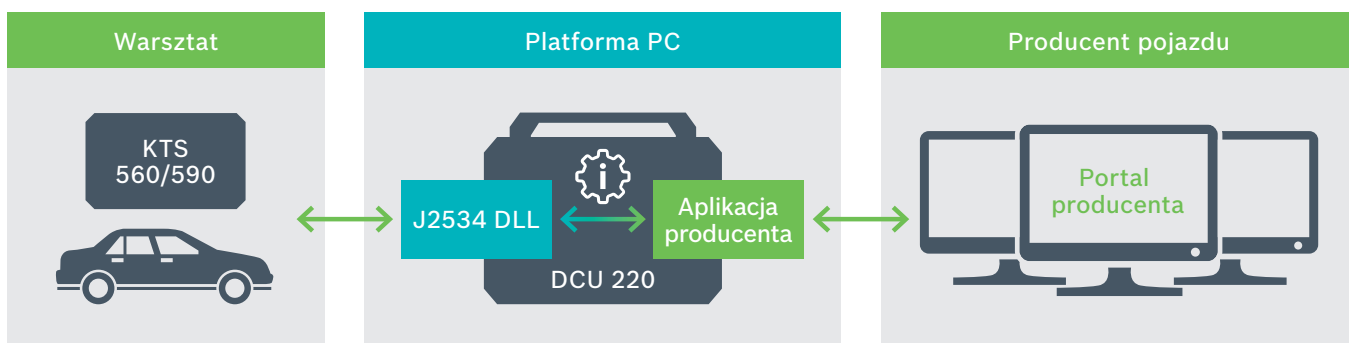 Warsztat
Platforma PC
Producent pojazdu
KTS
560/590
J2534 DLL
i
Aplikacja
producenta
DCU 220
Portal
producenta